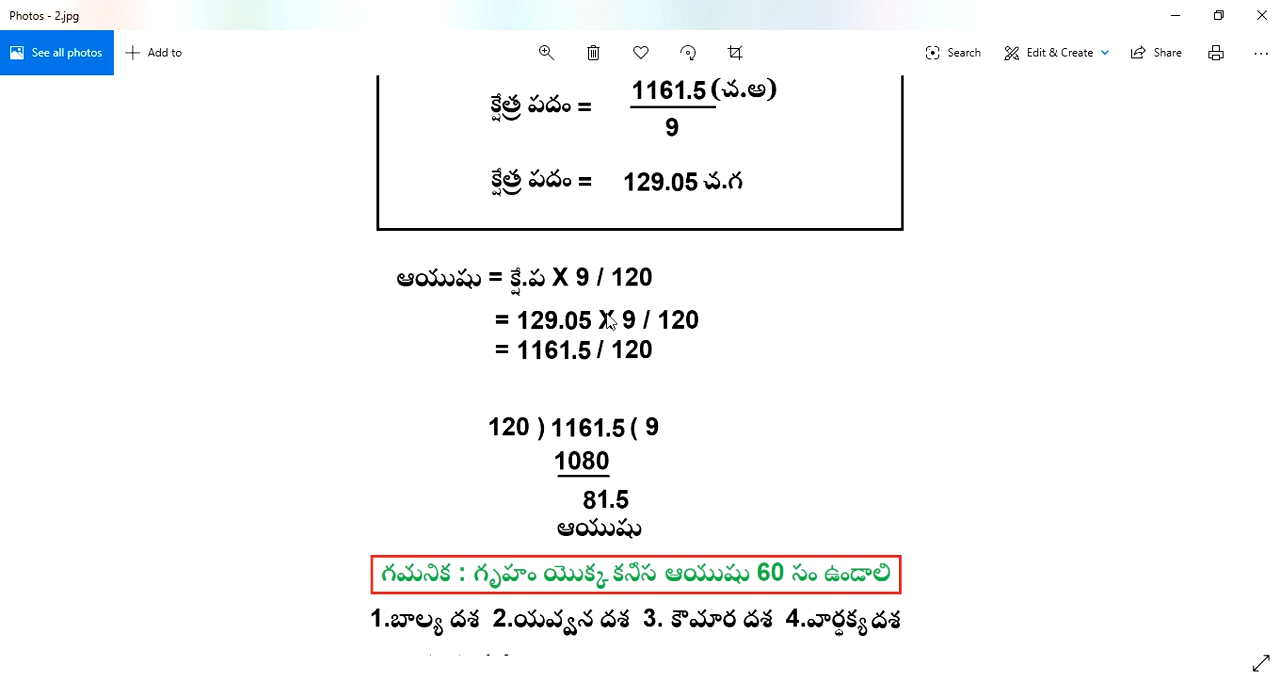 Photos - 2.jpg
See all photos
Add to
Search
Edit & Create
Share
క్షేత్ర పదం = 1161.5 (చ.అ)
9
క్షేత్ర పదం = 129.05 చ.గ
ఆయుషు = క్షే.ప X 9 / 120
= 129.05 X 9 / 120
= 1161.5 / 120
120 ) 1161.5 ( 9
1080
81.5
ఆయుషు
గమనిక : గృహం యొక్క కనీస ఆయుషు 60 సం ఉండాలి
1.బాల్య దశ 2.యవ్వన దశ 3. కౌమార దశ 4.వార్ధక్య దశ